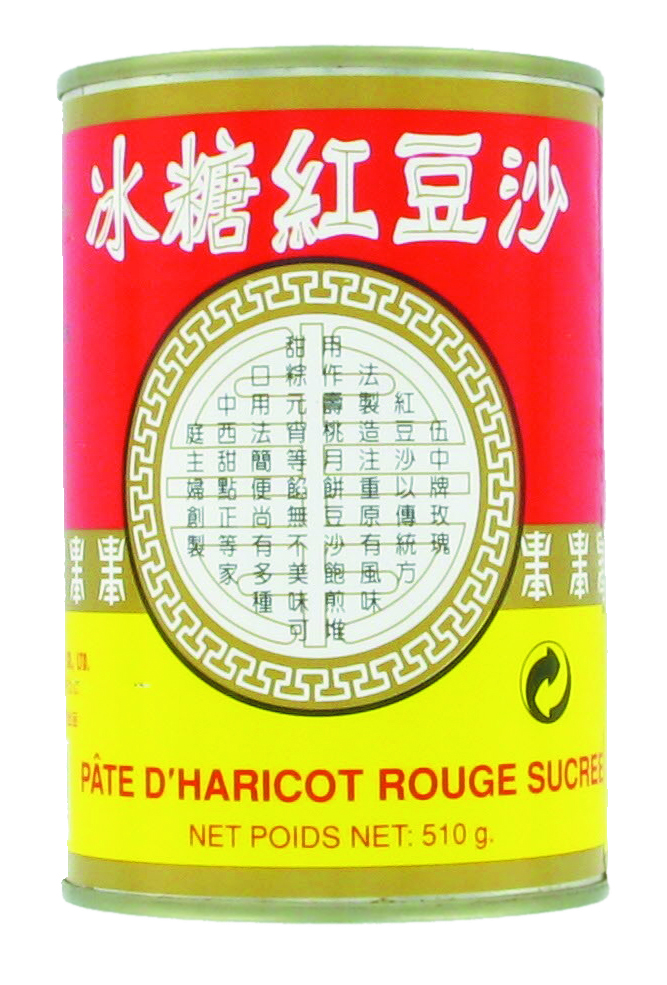 冰糖紅豆沙
伍中牌玫瑰
紅豆沙以傳統方
法製造注重原有風味
用作壽桃月餅豆沙飽煎堆
甜粽元宵等餡無不美味可
口用法簡便尚有多種
中西甜點正等家
庭主婦創製
LTD.
PÂTE D'HARICOT ROUGE SUCREE
NET POIDS NET: 510 g.